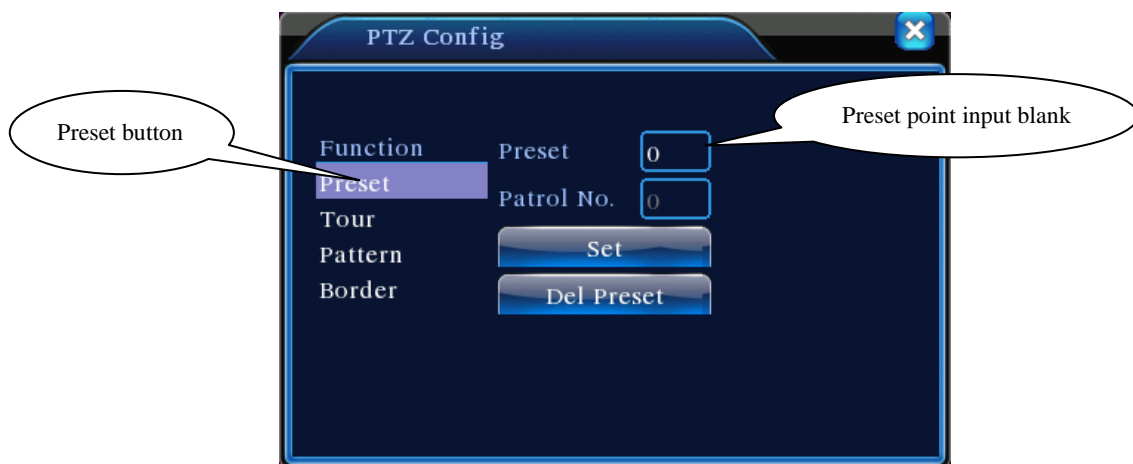 PTZ Config
Preset button
Preset point input blank
Function
Preset
Tour
Pattern
Border
Preset 0
Patrol No. 0
Set
Del Preset